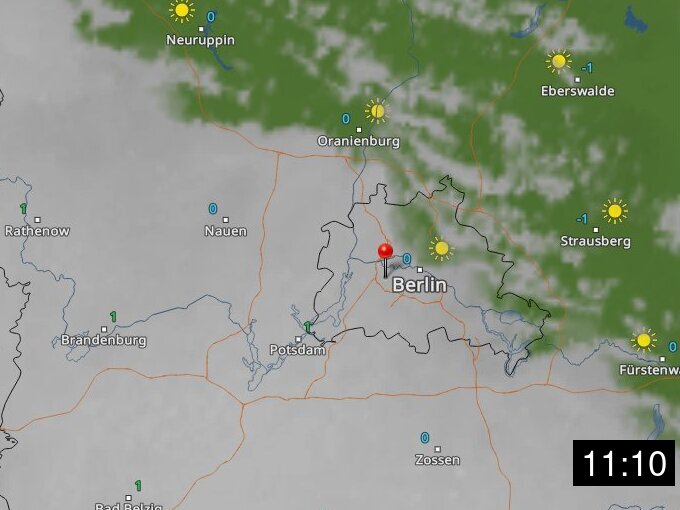 0
Neuruppin
-1
Eberswalde
0
Oranienburg
1
Rathenow
0
Nauen
-1
Strausberg
0
Berlin
1
Brandenburg
1
Potsdam
0
Fürstenwa
0
Zossen
11:10
1
Bad Belzig